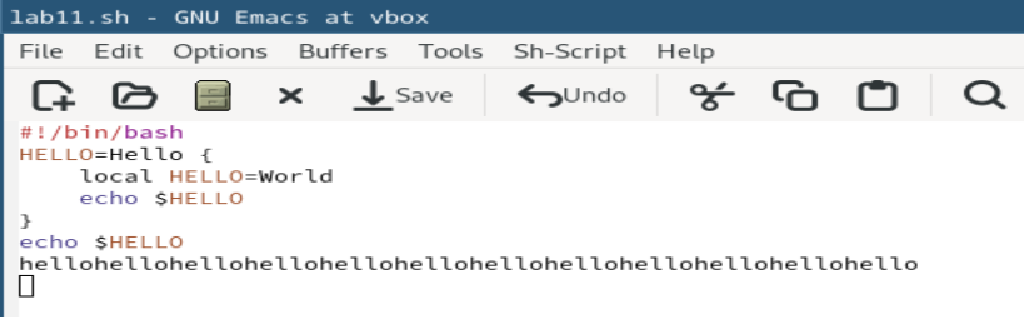 lab11.sh - GNU Emacs at vbox
File Edit Options Buffers Tools Sh-Script Help
Save Undo
#!/bin/bash
HELLO=Hello {
    local HELLO=World
    echo $HELLO
}
echo $HELLO
hellohellohellohellohellohellohellohellohellohellohellohello